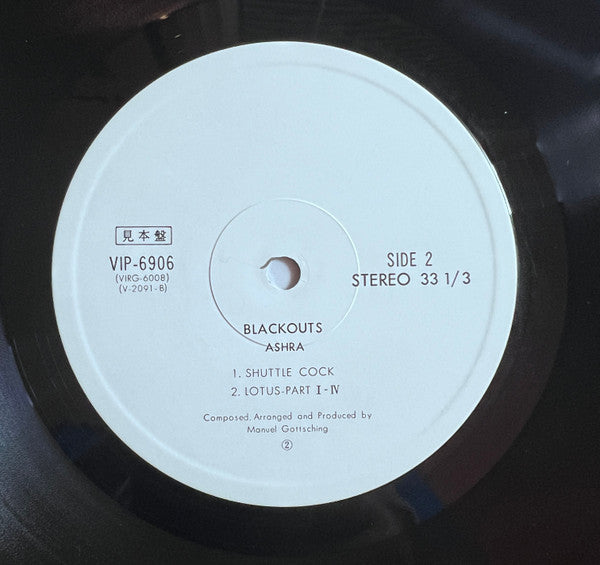 見本盤
VIP-6906
(VIRG-6008)
(V-2091-B)
SIDE 2
STEREO 33 1/3
BLACKOUTS
ASHRA
1. SHUTTLE COCK
2. LOTUS-PART Ⅰ-Ⅳ
Composed. Arranged and Produced by
Manuel Gottsching
②